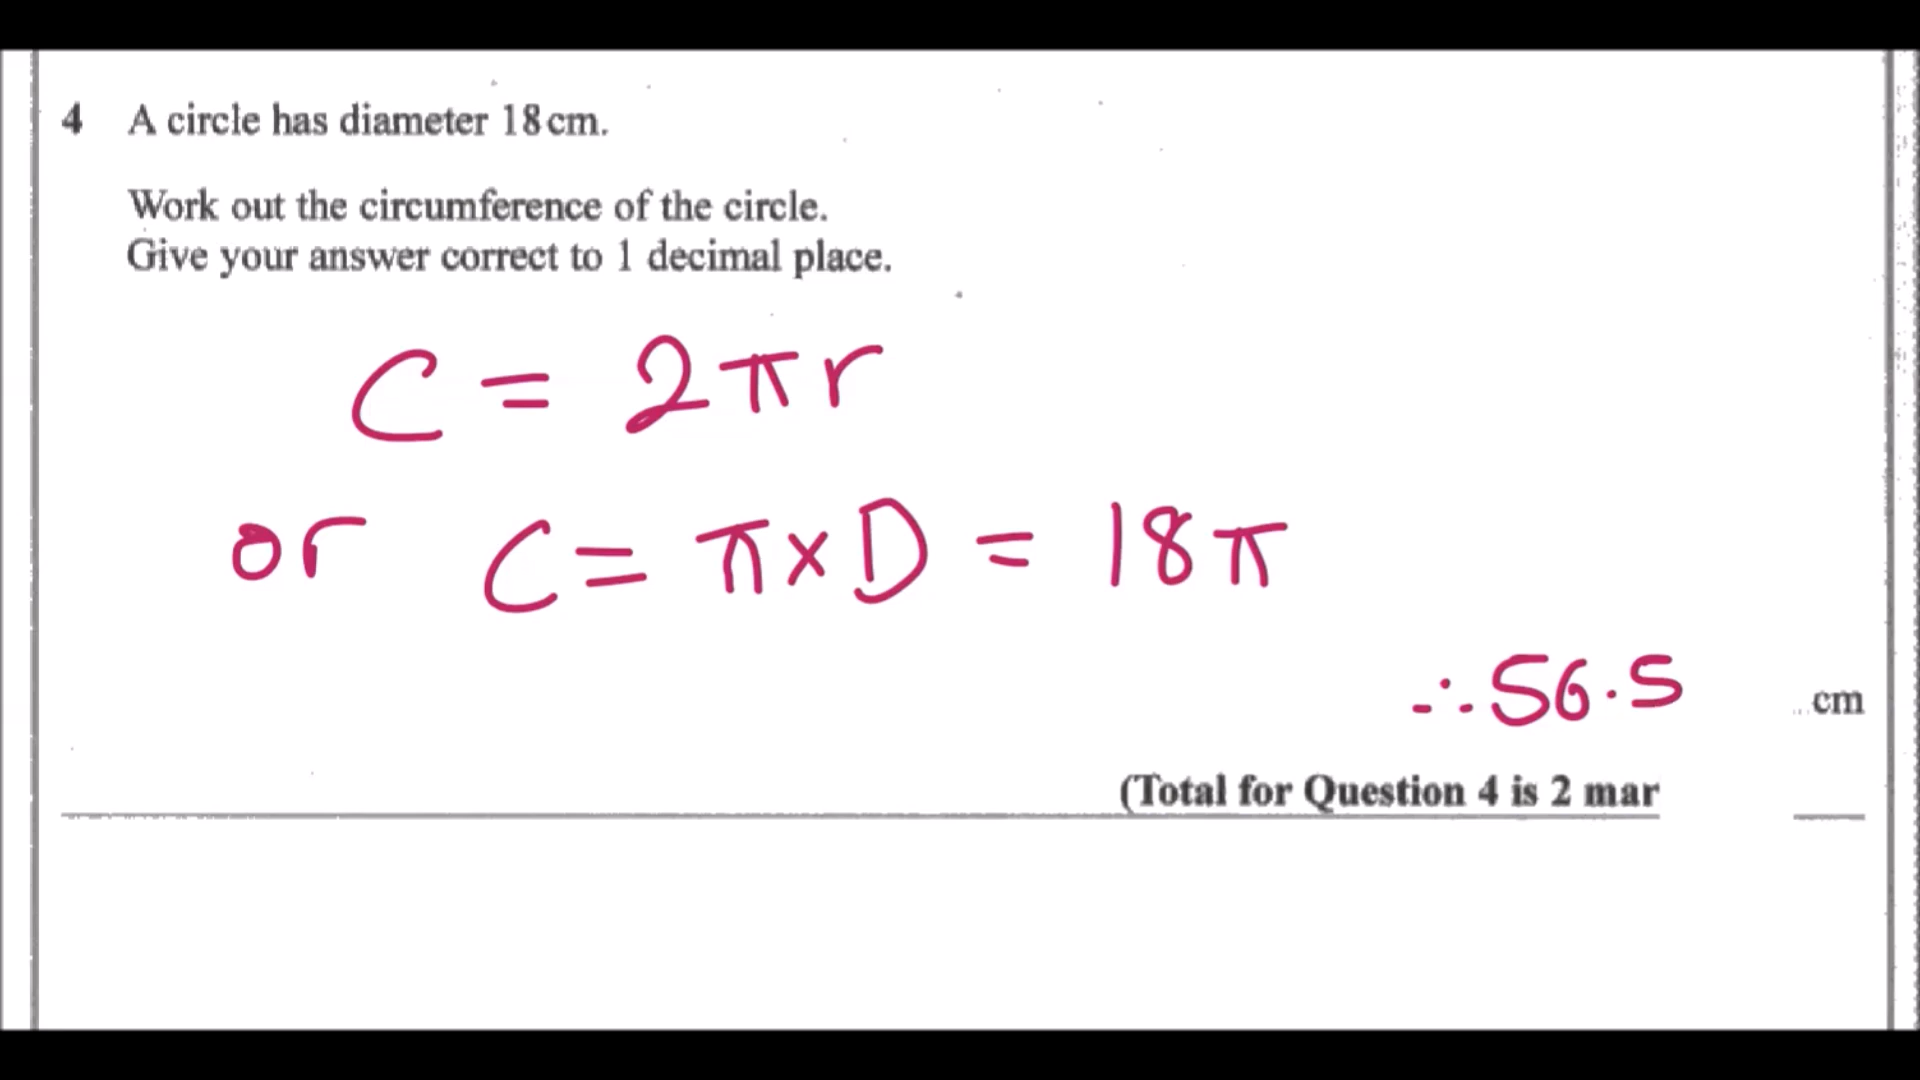 4 A circle has diameter 18 cm.
Work out the circumference of the circle.
Give your answer correct to 1 decimal place.
C = 2πr
or C = π×D = 18π
∴ 56.5 cm
(Total for Question 4 is 2 mar